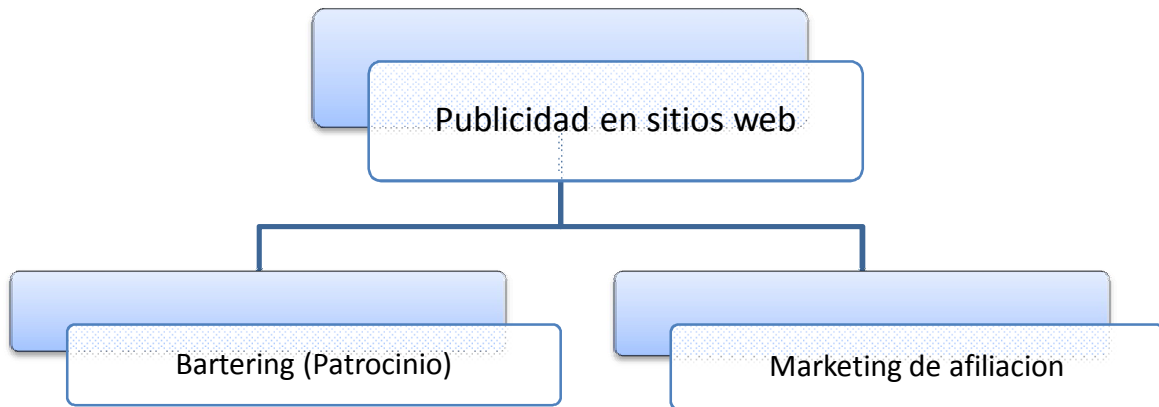 Publicidad en sitios web
Bartering (Patrocinio)
Marketing de afiliacion